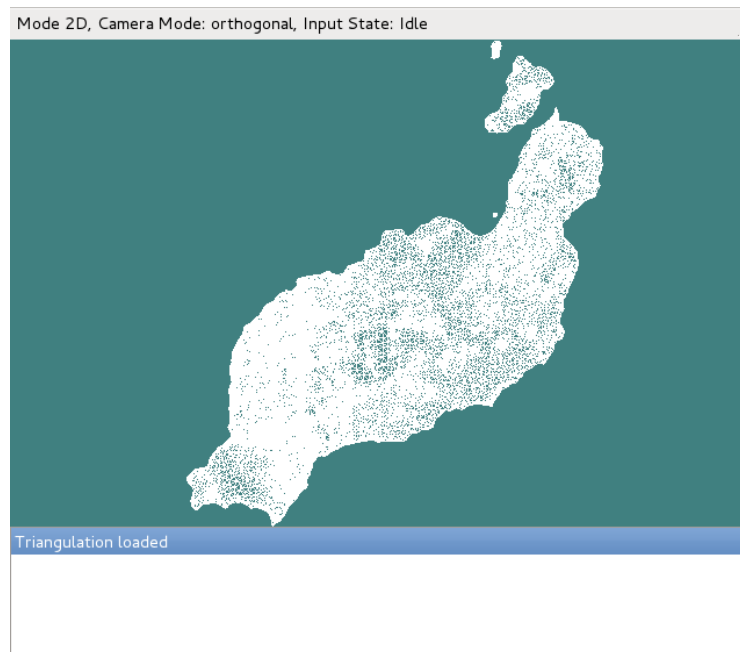 Mode 2D, Camera Mode: orthogonal, Input State: Idle
Triangulation loaded